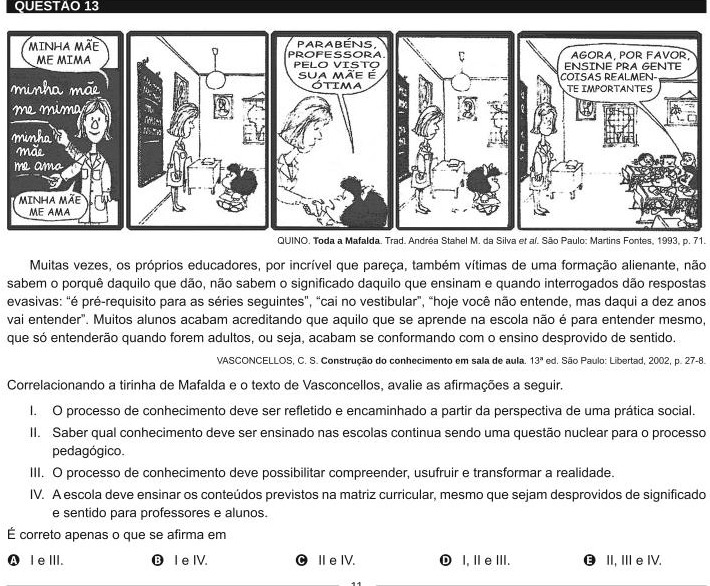 QUESTÃO 13
MINHA MÃE
ME MIMA
minha mãe
me mima
minha
mãe
me ama
MINHA MÃE
ME AMA
PARABÉNS,
PROFESSORA.
PELO VISTO
SUA MÃE É
ÓTIMA
AGORA, POR FAVOR,
ENSINE PRA GENTE
COISAS REALMEN-
TE IMPORTANTES
QUINO. Toda a Mafalda. Trad. Andréa Stahel M. da Silva et al. São Paulo: Martins Fontes, 1993, p. 71.
Muitas vezes, os próprios educadores, por incrível que pareça, também vítimas de uma formação alienante, não
sabem o porquê daquilo que dão, não sabem o significado daquilo que ensinam e quando interrogados dão respostas
evasivas: “é pré-requisito para as séries seguintes”, “cai no vestibular”, “hoje você não entende, mas daqui a dez anos
vai entender”. Muitos alunos acabam acreditando que aquilo que se aprende na escola não é para entender mesmo,
que só entenderão quando forem adultos, ou seja, acabam se conformando com o ensino desprovido de sentido.
VASCONCELLOS, C. S. Construção do conhecimento em sala de aula. 13ª ed. São Paulo: Libertad, 2002, p. 27-8.
Correlacionando a tirinha de Mafalda e o texto de Vasconcellos, avalie as afirmações a seguir.
I. O processo de conhecimento deve ser refletido e encaminhado a partir da perspectiva de uma prática social.
II. Saber qual conhecimento deve ser ensinado nas escolas continua sendo uma questão nuclear para o processo
pedagógico.
III. O processo de conhecimento deve possibilitar compreender, usufruir e transformar a realidade.
IV. A escola deve ensinar os conteúdos previstos na matriz curricular, mesmo que sejam desprovidos de significado
e sentido para professores e alunos.
É correto apenas o que se afirma em
A I e III.
B I e IV.
C II e IV.
D I, II e III.
E II, III e IV.
11